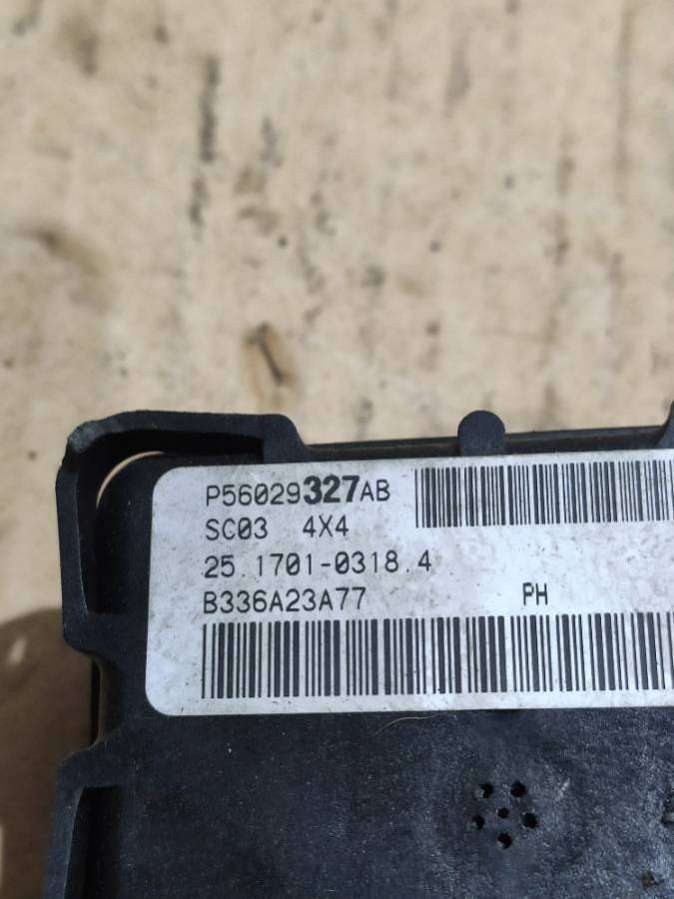 P56029327AB
SC03 4X4
25.1701-0318.4
B336A23A77 PH